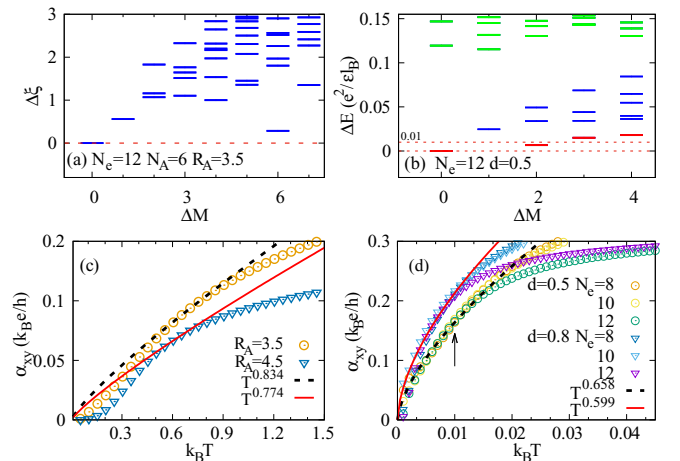 3
2
1
0
Δξ
(a) N_e=12 N_A=6 R_A=3.5
0 2 4 6
ΔM
0.15
0.1
0.05
0
ΔE (e²/εl_B)
0.01
(b) N_e=12 d=0.5
0 1 2 3 4
ΔM
0.2
0.1
0.05
0
α_xy (k_Be/h)
(c)
R_A=3.5
R_A=4.5
T^0.834
T^0.774
0.3 0.6 0.9 1.2 1.5
k_BT
0.3
0.2
0.1
0
α_xy (k_Be/h)
(d)
d=0.5 N_e=8
10
12
d=0.8 N_e=8
10
12
T^0.658
T^0.599
0 0.01 0.02 0.03 0.04
k_BT